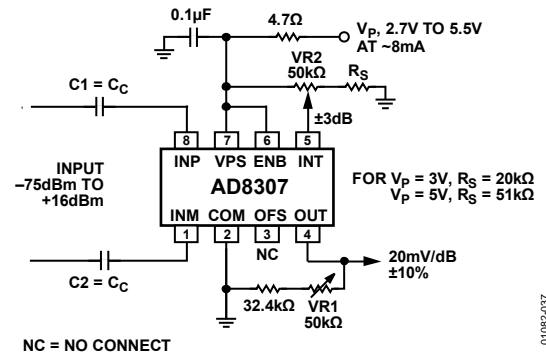 0.1µF
4.7Ω
VP, 2.7V TO 5.5V
AT ~8mA
VR2
50kΩ
RS
C1 = CC
±3dB
8
7
6
5
INP
VPS
ENB
INT
INPUT
–75dBm TO
+16dBm
AD8307
FOR VP = 3V, RS = 20kΩ
VP = 5V, RS = 51kΩ
INM
COM
OFS
OUT
1
2
3
4
NC
20mV/dB
±10%
C2 = CC
32.4kΩ
VR1
50kΩ
NC = NO CONNECT
01082-037